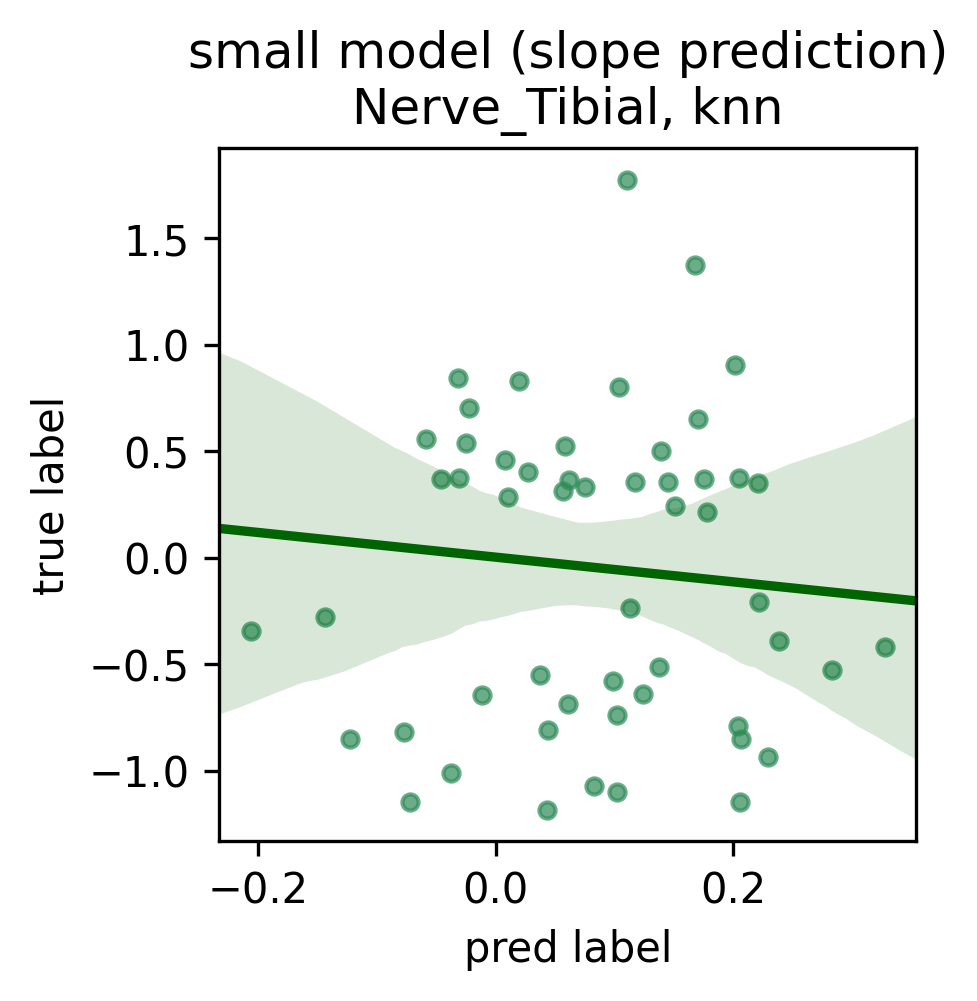 small model (slope prediction)
Nerve_Tibial, knn
1.5
1.0
0.5
0.0
−0.5
−1.0
true label
−0.2
0.0
0.2
pred label